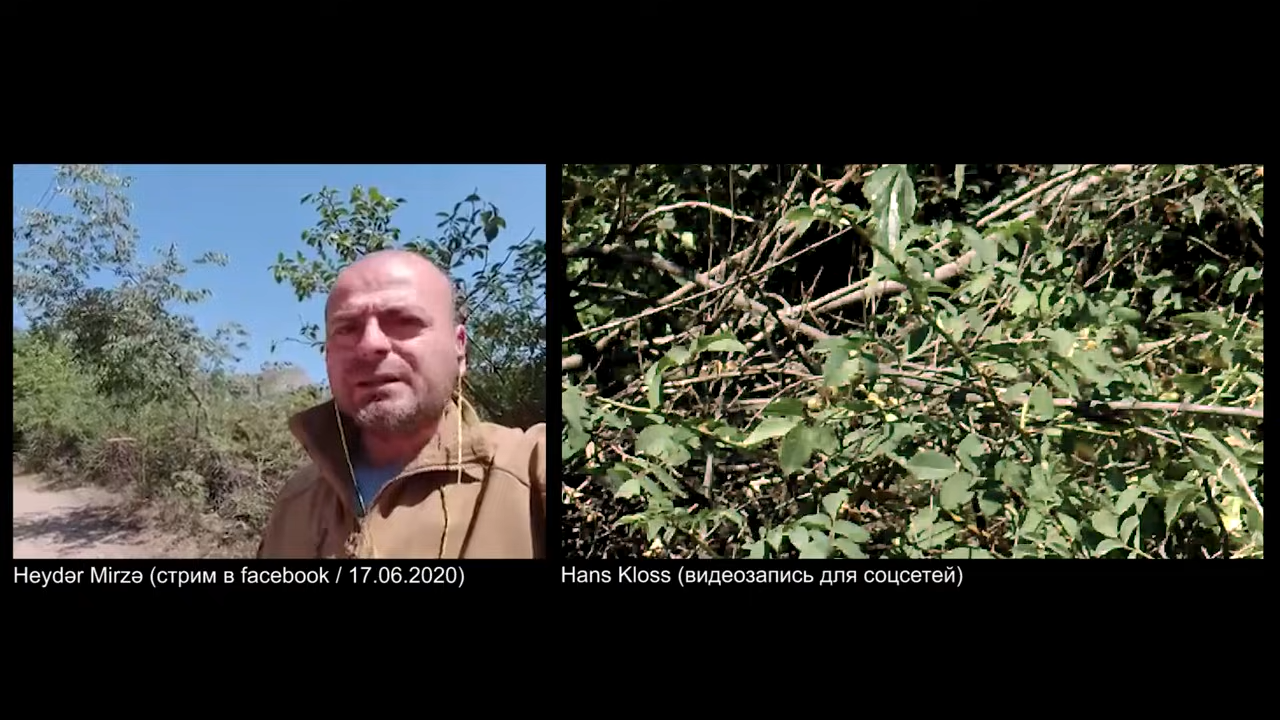 Heydər Mirzə (стрим в facebook / 17.06.2020)
Hans Kloss (видеозапись для соцсетей)